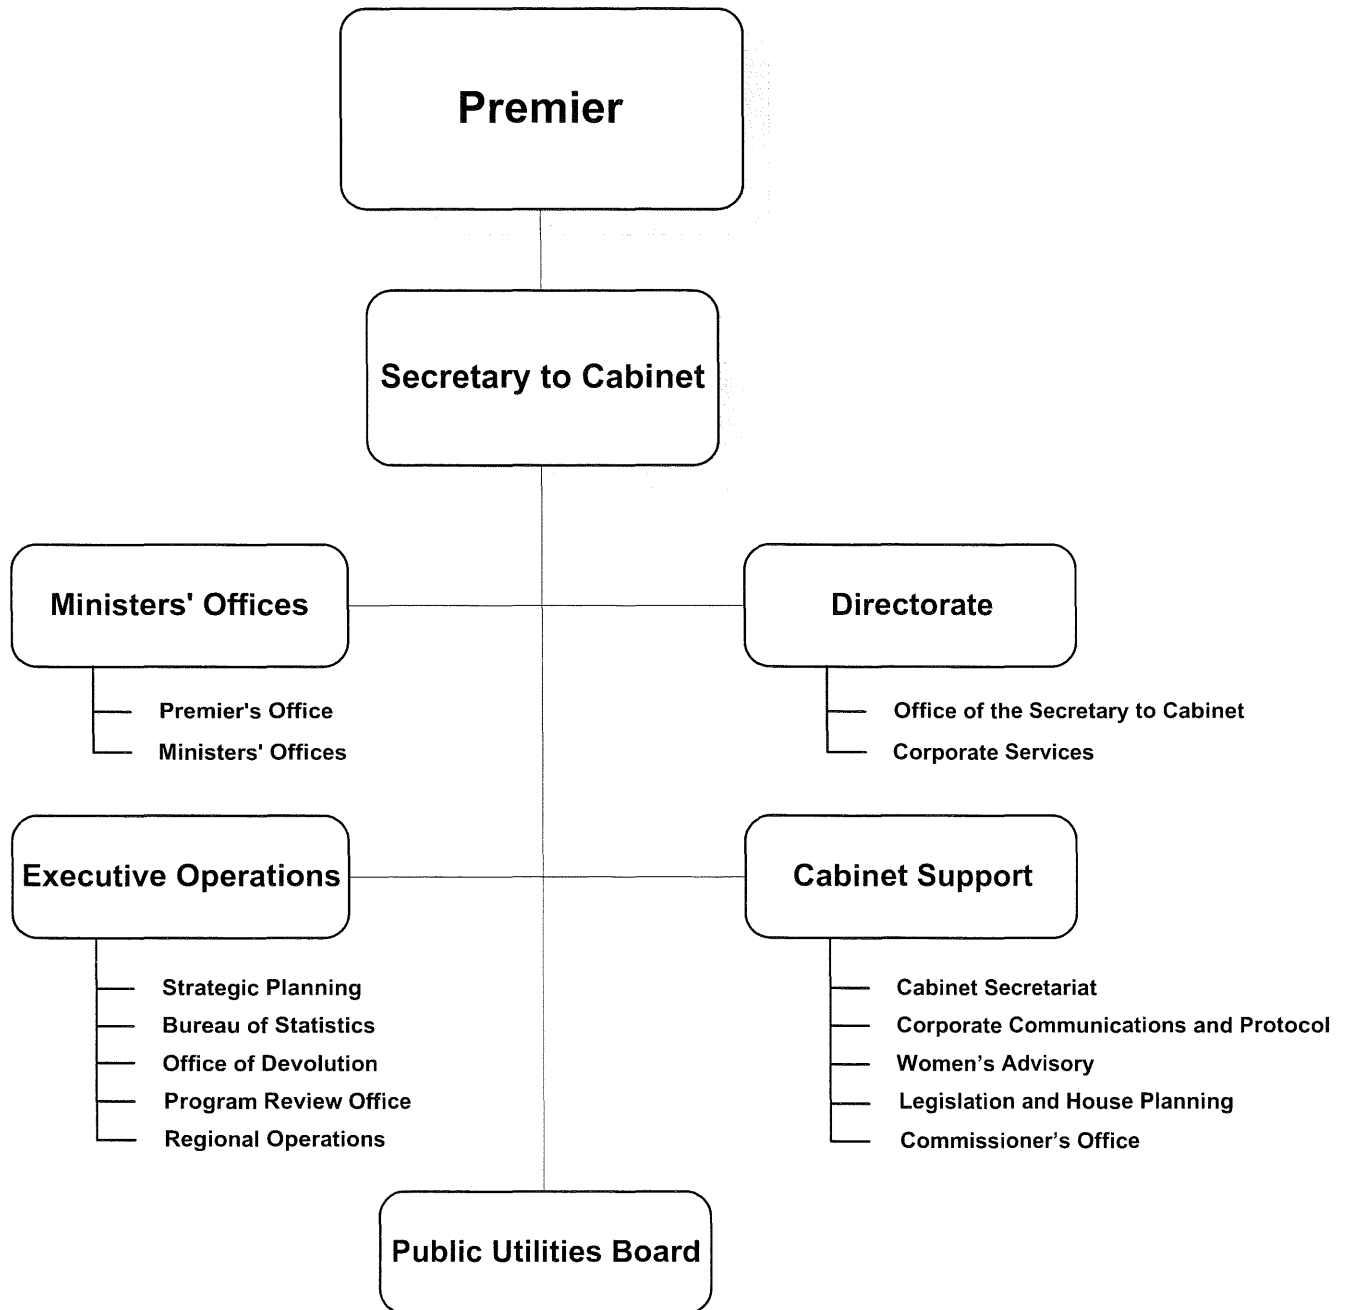 Premier
Secretary to Cabinet
Ministers' Offices
Premier's Office
Ministers' Offices
Directorate
Office of the Secretary to Cabinet
Corporate Services
Executive Operations
Strategic Planning
Bureau of Statistics
Office of Devolution
Program Review Office
Regional Operations
Cabinet Support
Cabinet Secretariat
Corporate Communications and Protocol
Women’s Advisory
Legislation and House Planning
Commissioner’s Office
Public Utilities Board